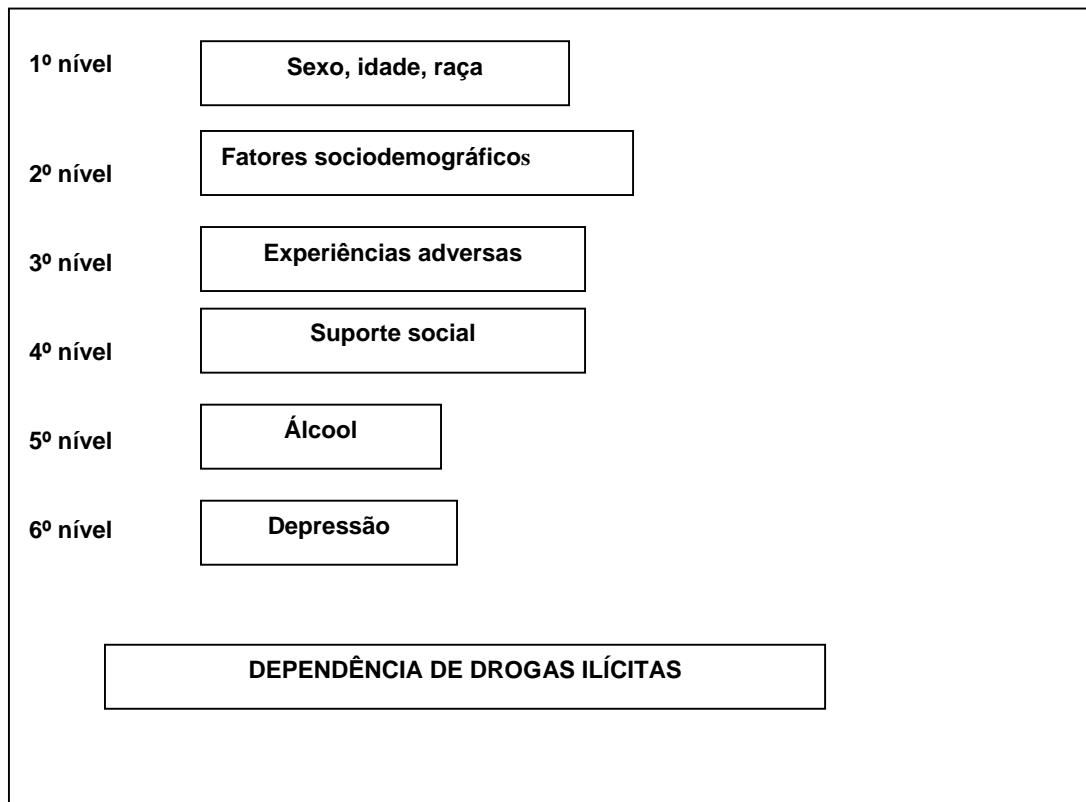 1º nível
Sexo, idade, raça
2º nível
Fatores sociodemográficos
3º nível
Experiências adversas
4º nível
Suporte social
5º nível
Álcool
6º nível
Depressão
DEPENDÊNCIA DE DROGAS ILÍCITAS